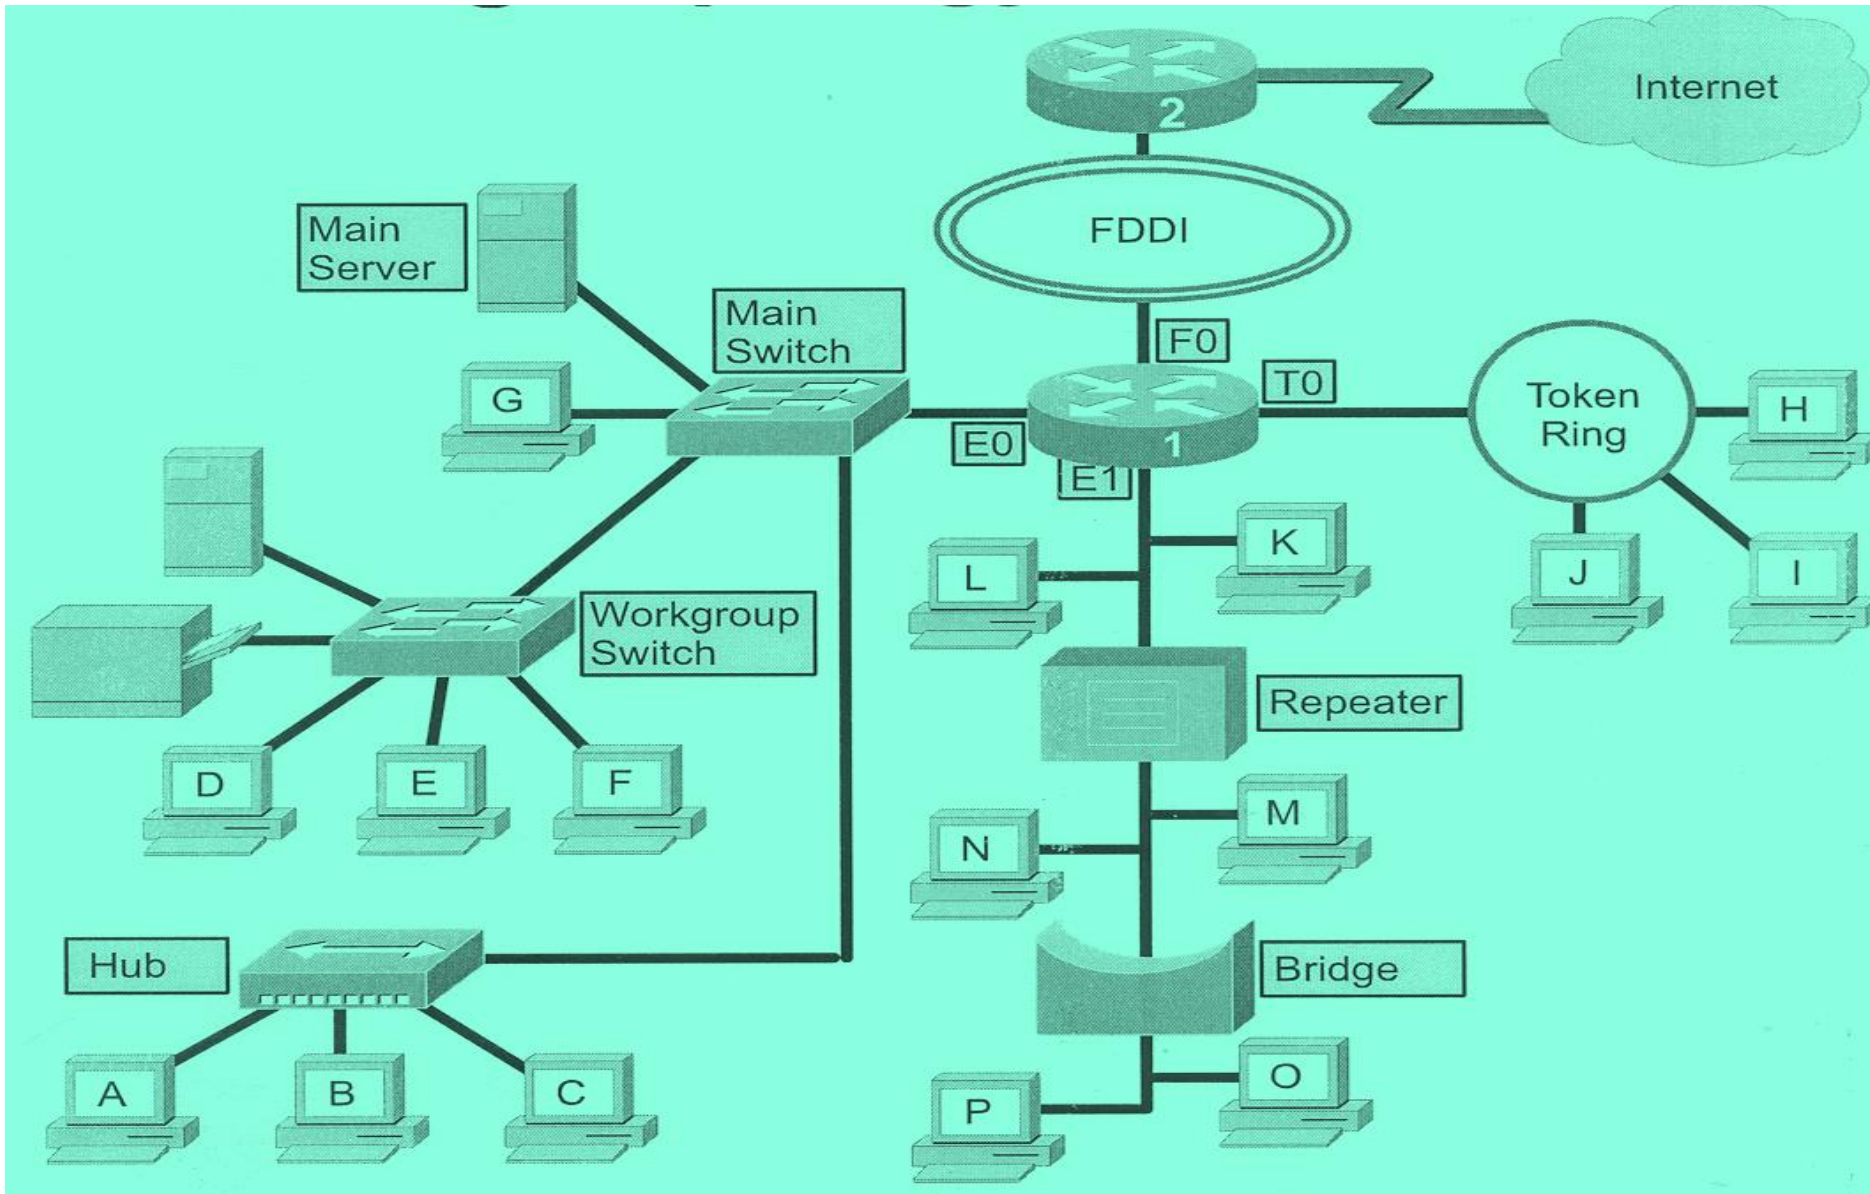 2
Internet
FDDI
Main
Server
Main
Switch
F0
T0
G
E0
1
E1
Token
Ring
H
L
K
J
I
Workgroup
Switch
Repeater
D
E
F
N
M
Hub
Bridge
A
B
C
P
O